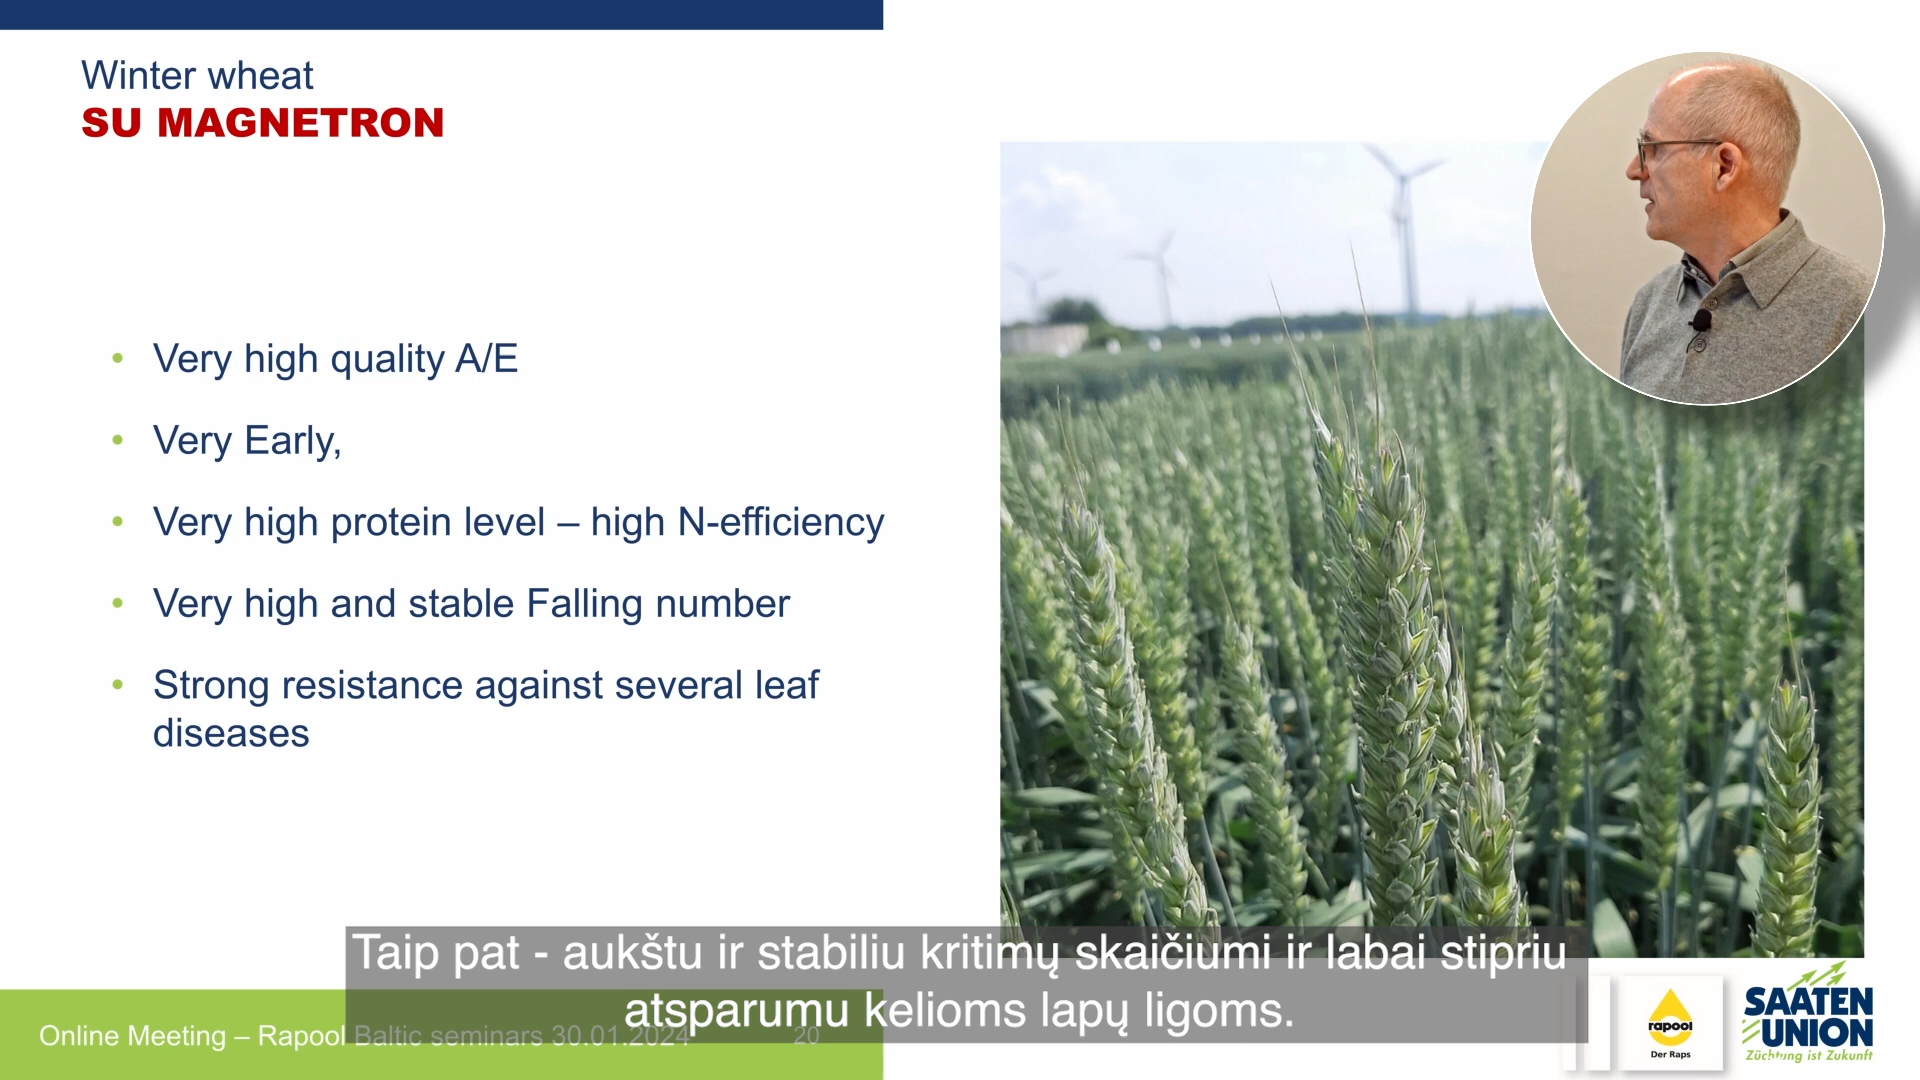 Winter wheat
SU MAGNETRON
• Very high quality A/E
• Very Early,
• Very high protein level – high N-efficiency
• Very high and stable Falling number
• Strong resistance against several leaf
diseases
Taip pat - aukštu ir stabiliu kritimų skaičiumi ir labai stipriu
atsparumu kelioms lapų ligoms.
Online Meeting – Rapool Baltic seminars 30.01.2024
20
rapool
Der Raps
SAATEN
UNION
Züchtung ist Zukunft